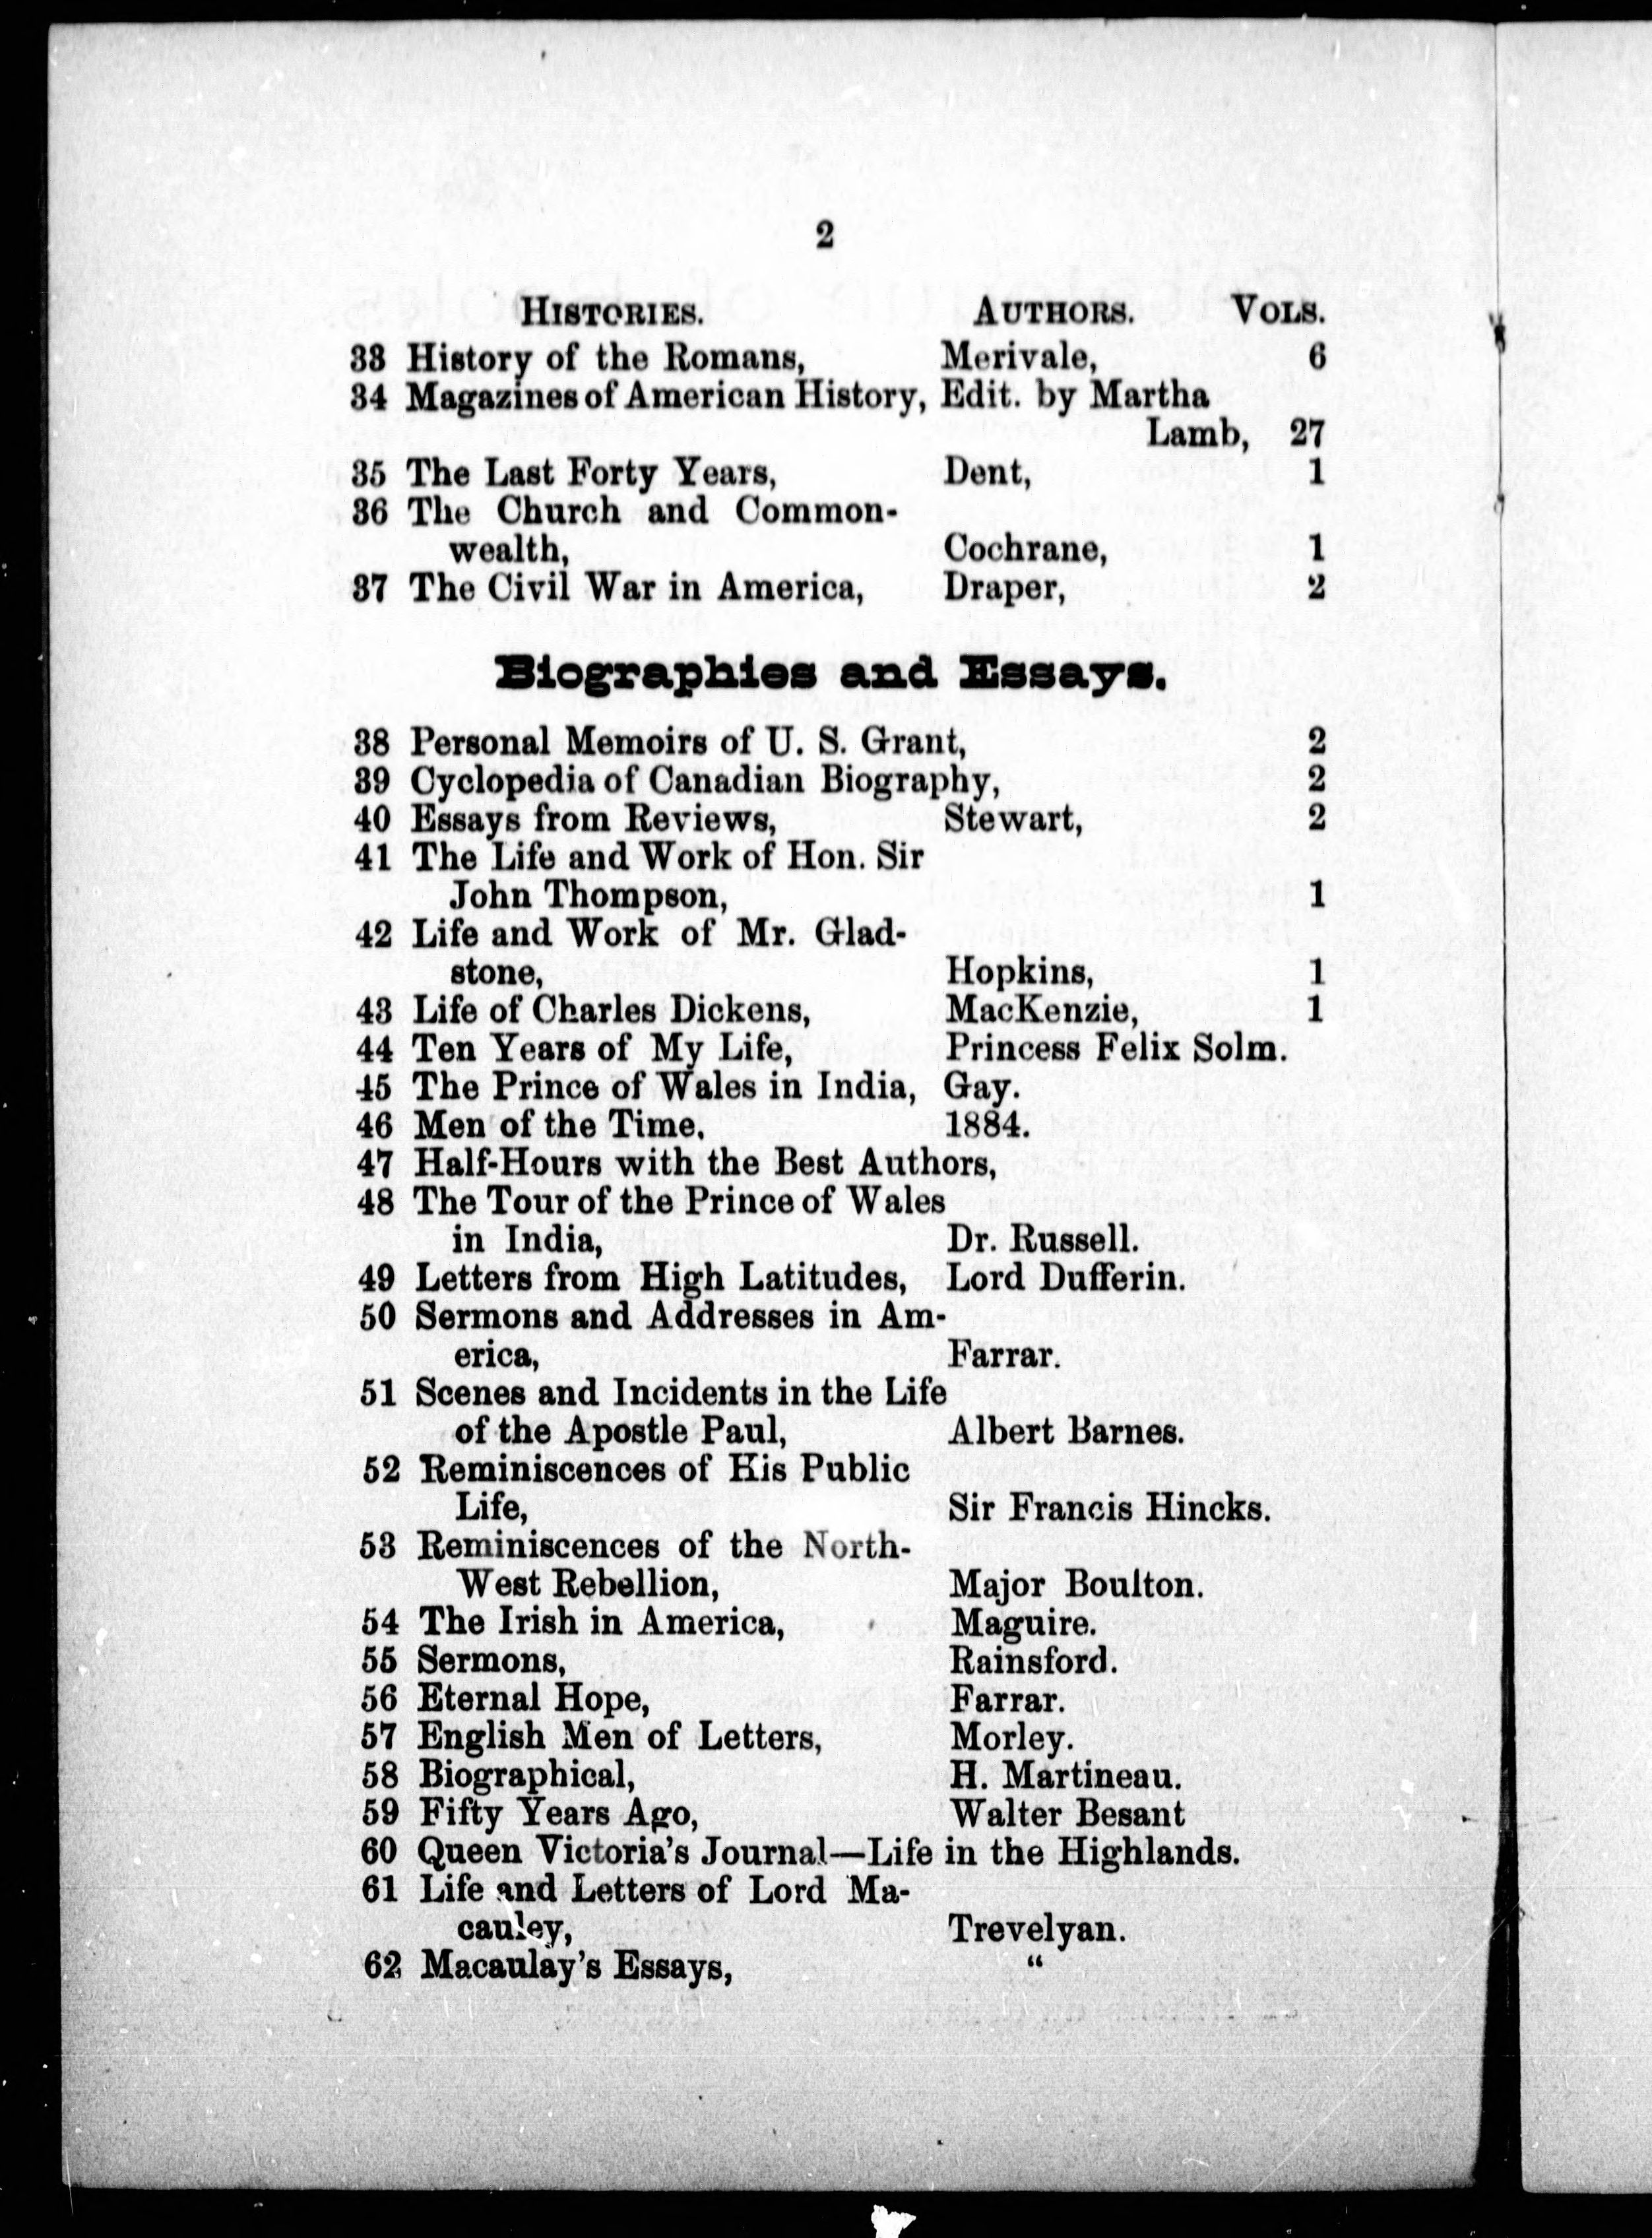 2
HISTORIES. AUTHORS. VOLS.
33 History of the Romans, Merivale, 6
34 Magazines of American History, Edit. by Martha
Lamb, 27
35 The Last Forty Years, Dent, 1
36 The Church and Common-
wealth, Cochrane, 1
37 The Civil War in America, Draper, 2
Biographies and Essays.
38 Personal Memoirs of U. S. Grant, 2
39 Cyclopedia of Canadian Biography, 2
40 Essays from Reviews, Stewart, 2
41 The Life and Work of Hon. Sir
John Thompson, 1
42 Life and Work of Mr. Glad-
stone, Hopkins, 1
43 Life of Charles Dickens, MacKenzie, 1
44 Ten Years of My Life, Princess Felix Solm.
45 The Prince of Wales in India, Gay.
46 Men of the Time. 1884.
47 Half-Hours with the Best Authors,
48 The Tour of the Prince of Wales
in India, Dr. Russell.
49 Letters from High Latitudes, Lord Dufferin.
50 Sermons and Addresses in Am-
erica, Farrar.
51 Scenes and Incidents in the Life
of the Apostle Paul, Albert Barnes.
52 Reminiscences of His Public
Life, Sir Francis Hincks.
53 Reminiscences of the North-
West Rebellion, Major Boulton.
54 The Irish in America, Maguire.
55 Sermons, Rainsford.
56 Eternal Hope, Farrar.
57 English Men of Letters, Morley.
58 Biographical, H. Martineau.
59 Fifty Years Ago, Walter Besant
60 Queen Victoria's Journal—Life in the Highlands.
61 Life and Letters of Lord Ma-
cauley, Trevelyan.
62 Macaulay's Essays, "